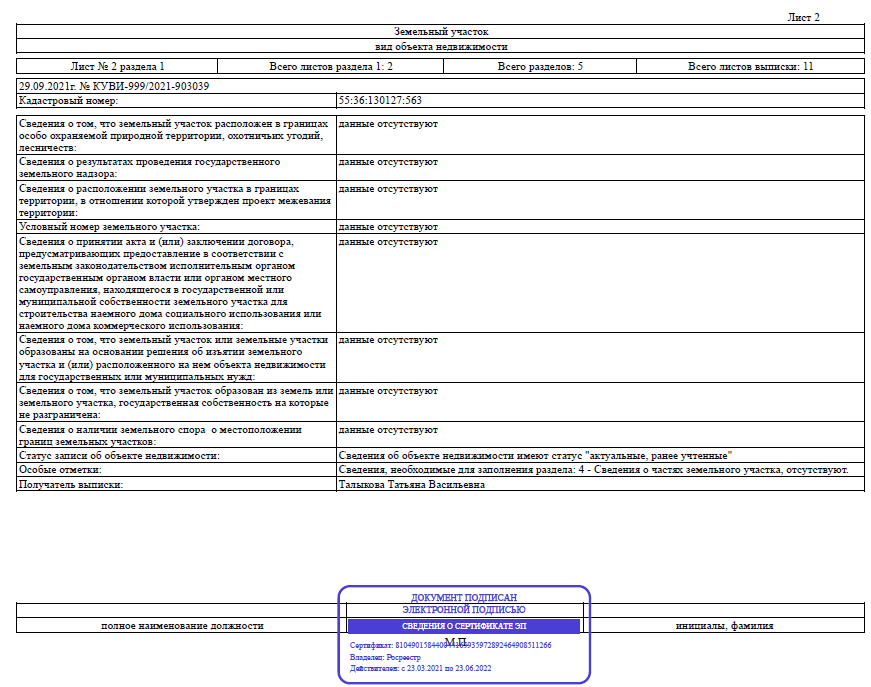 Лист 2
Земельный участок
вид объекта недвижимости
Лист № 2 раздела 1 Всего листов раздела 1: 2 Всего разделов: 5 Всего листов выписки: 11
29.09.2021г. № КУВИ-999/2021-903039
Кадастровый номер: 55:36:130127:563
Сведения о том, что земельный участок расположен в границах данные отсутствуют
особо охраняемой природной территории, охотничьих угодий,
лесничеств:
Сведения о результатах проведения государственного данные отсутствуют
земельного надзора:
Сведения о расположении земельного участка в границах данные отсутствуют
территории, в отношении которой утвержден проект межевания
территории:
Условный номер земельного участка: данные отсутствуют
Сведения о принятии акта и (или) заключении договора, данные отсутствуют
предусматривающих предоставление в соответствии с
земельным законодательством исполнительным органом
государственным органом власти или органом местного
самоуправления, находящегося в государственной или
муниципальной собственности земельного участка для
строительства наемного дома социального использования или
наемного дома коммерческого использования:
Сведения о том, что земельный участок или земельные участки данные отсутствуют
образованы на основании решения об изъятии земельного
участка и (или) расположенного на нем объекта недвижимости
для государственных или муниципальных нужд:
Сведения о том, что земельный участок образован из земель или данные отсутствуют
земельного участка, государственная собственность на которые
не разграничена:
Сведения о наличии земельного спора о местоположении данные отсутствуют
границ земельных участков:
Статус записи об объекте недвижимости: Сведения об объекте недвижимости имеют статус "актуальные, ранее учтенные"
Особые отметки: Сведения, необходимые для заполнения раздела: 4 - Сведения о частях земельного участка, отсутствуют.
Получатель выписки: Талыкова Татьяна Васильевна
ДОКУМЕНТ ПОДПИСАН
ЭЛЕКТРОННОЙ ПОДПИСЬЮ
полное наименование должности СВЕДЕНИЯ О СЕРТИФИКАТЕ ЭП инициалы, фамилия
М.П.
Сертификат:
Владелец: Росреестр
Действителен: с 23.03.2021 по 23.06.2022